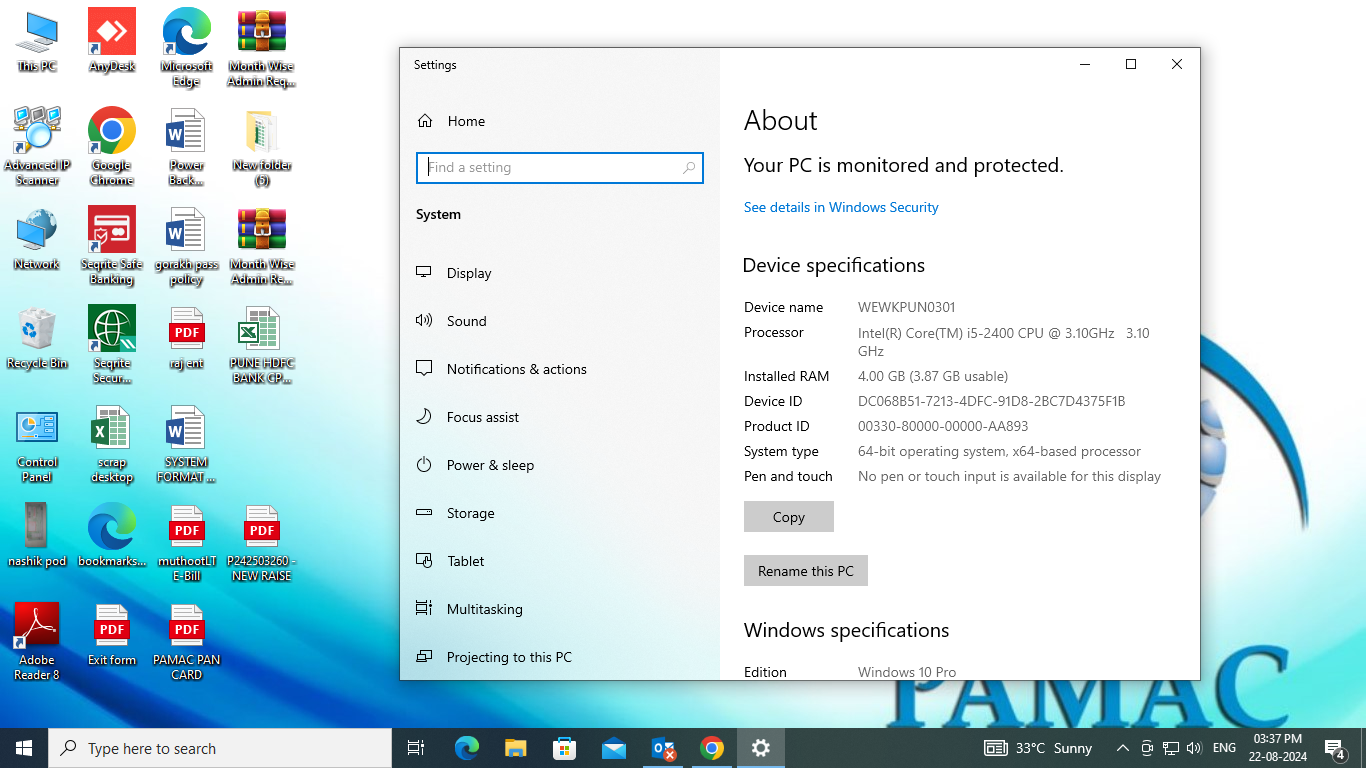 This PC
AnyDesk
Microsoft
Edge
Month Wise
Admin Req...
Advanced IP
Scanner
Google
Chrome
Power
Back...
New folder
(5)
Network
Seqrite Safe
Banking
gorakh pass
policy
Month Wise
Admin Re...
Recycle Bin
Seqrite
Secur...
PDF
raj ent
PUNE HDFC
BANK CP...
Control
Panel
scrap
desktop
SYSTEM
FORMAT ...
nashik pod
bookmarks...
PDF
muthootLT
E-Bill
PDF
P242503260 -
NEW RAISE
Adobe
Reader 8
PDF
Exit form
PDF
PAMAC PAN
CARD
Settings
Home
Find a setting
System
Display
Sound
Notifications & actions
Focus assist
Power & sleep
Storage
Tablet
Multitasking
Projecting to this PC
About
Your PC is monitored and protected.
See details in Windows Security
Device specifications
Device name WEWKPUN0301
Processor Intel(R) Core(TM) i5-2400 CPU @ 3.10GHz 3.10
GHz
Installed RAM 4.00 GB (3.87 GB usable)
Device ID DC068B51-7213-4DFC-91D8-2BC7D4375F1B
Product ID 00330-80000-00000-AA893
System type 64-bit operating system, x64-based processor
Pen and touch No pen or touch input is available for this display
Copy
Rename this PC
Windows specifications
Edition Windows 10 Pro
PAMAC
Type here to search
33°C Sunny
ENG
03:37 PM
22-08-2024
4